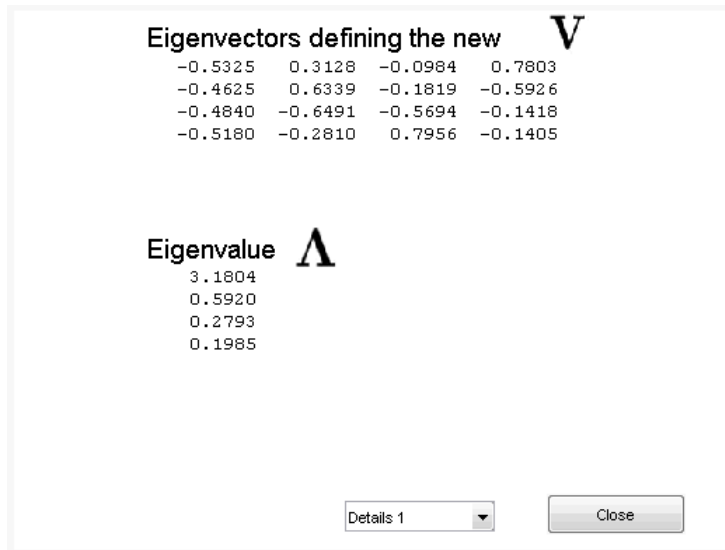 Eigenvectors defining the new V
-0.5325 0.3128 -0.0984 0.7803
-0.4625 0.6339 -0.1819 -0.5926
-0.4840 -0.6491 -0.5694 -0.1418
-0.5180 -0.2810 0.7956 -0.1405
Eigenvalue Λ
3.1804
0.5920
0.2793
0.1985
Details 1
Close